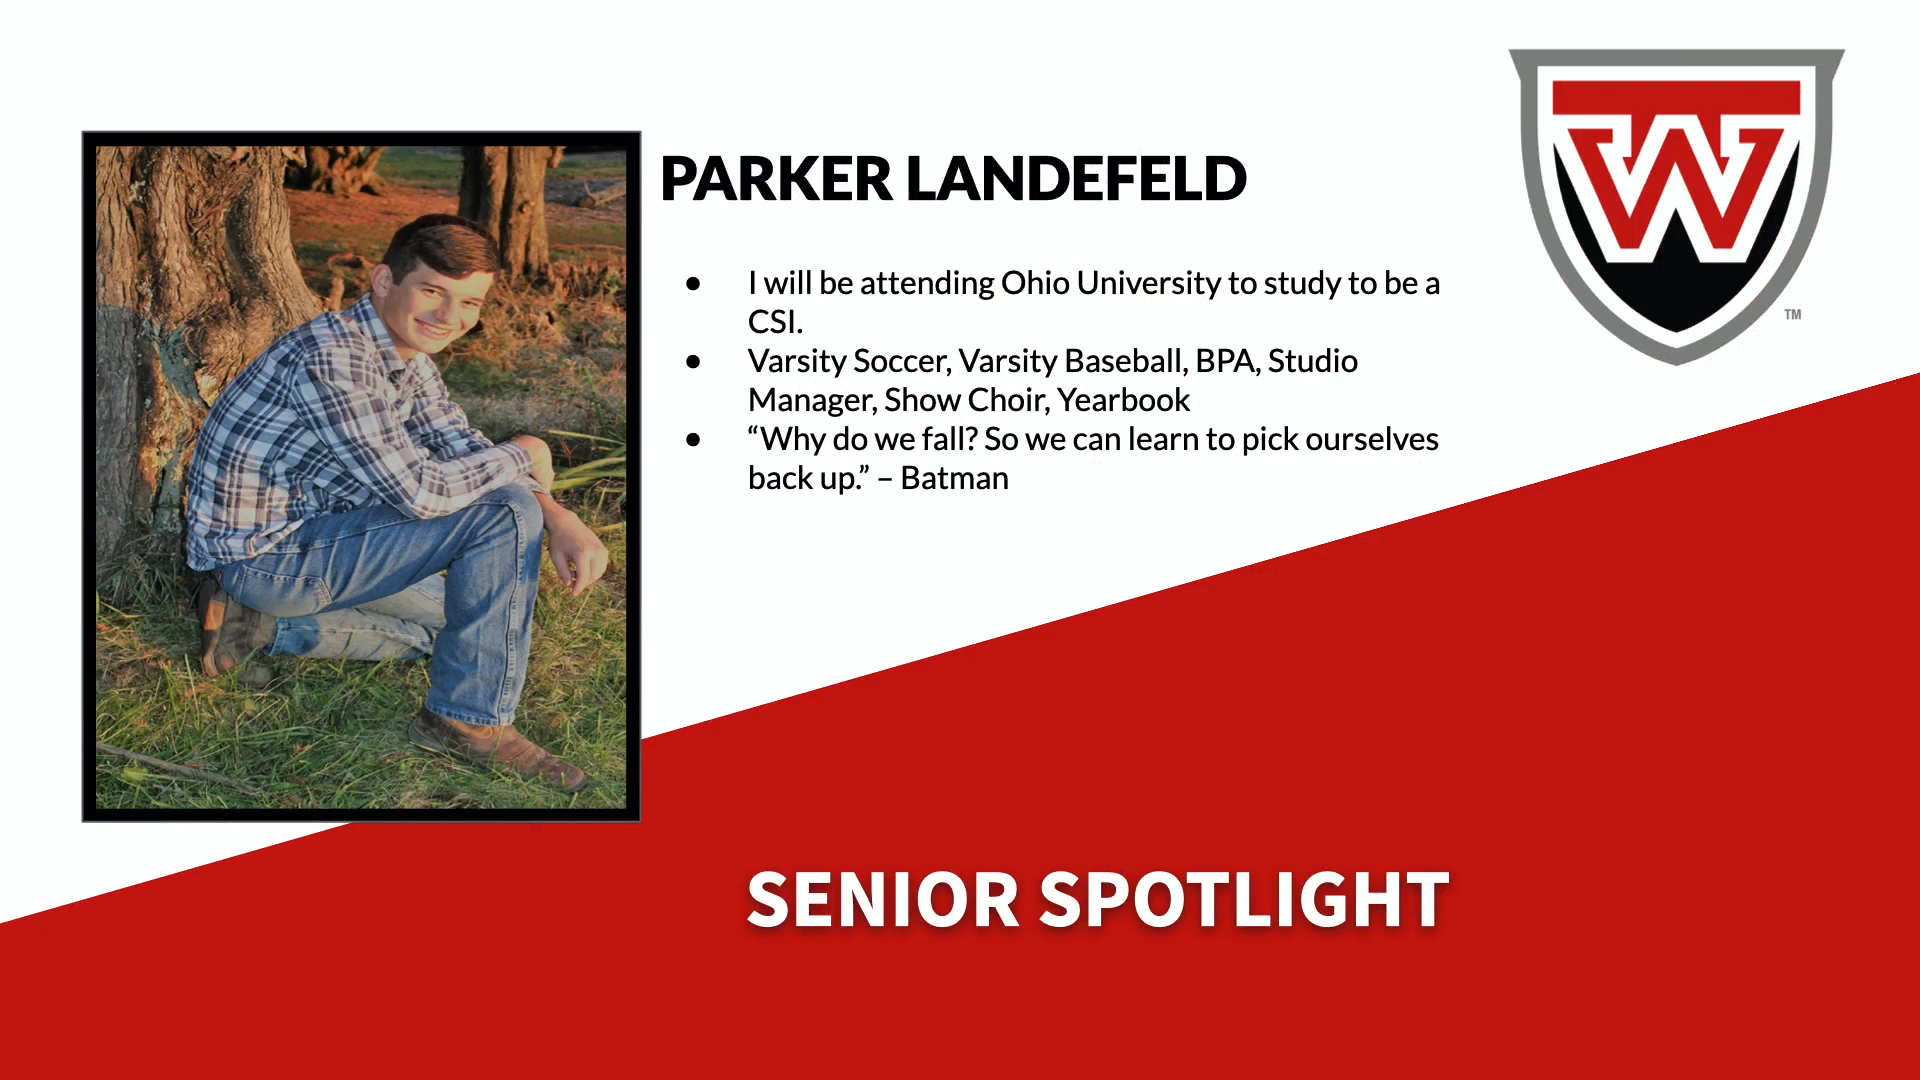 TW
TM
PARKER LANDEFELD
● I will be attending Ohio University to study to be a
CSI.
● Varsity Soccer, Varsity Baseball, BPA, Studio
Manager, Show Choir, Yearbook
● “Why do we fall? So we can learn to pick ourselves
back up.” – Batman
SENIOR SPOTLIGHT